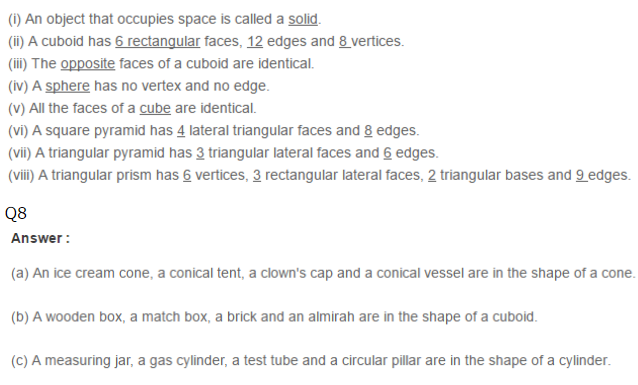 (i) An object that occupies space is called a solid.
(ii) A cuboid has 6 rectangular faces, 12 edges and 8 vertices.
(iii) The opposite faces of a cuboid are identical.
(iv) A sphere has no vertex and no edge.
(v) All the faces of a cube are identical.
(vi) A square pyramid has 4 lateral triangular faces and 8 edges.
(vii) A triangular pyramid has 3 triangular lateral faces and 6 edges.
(viii) A triangular prism has 6 vertices, 3 rectangular lateral faces, 2 triangular bases and 9 edges.
Q8
Answer :
(a) An ice cream cone, a conical tent, a clown's cap and a conical vessel are in the shape of a cone.
(b) A wooden box, a match box, a brick and an almirah are in the shape of a cuboid.
(c) A measuring jar, a gas cylinder, a test tube and a circular pillar are in the shape of a cylinder.